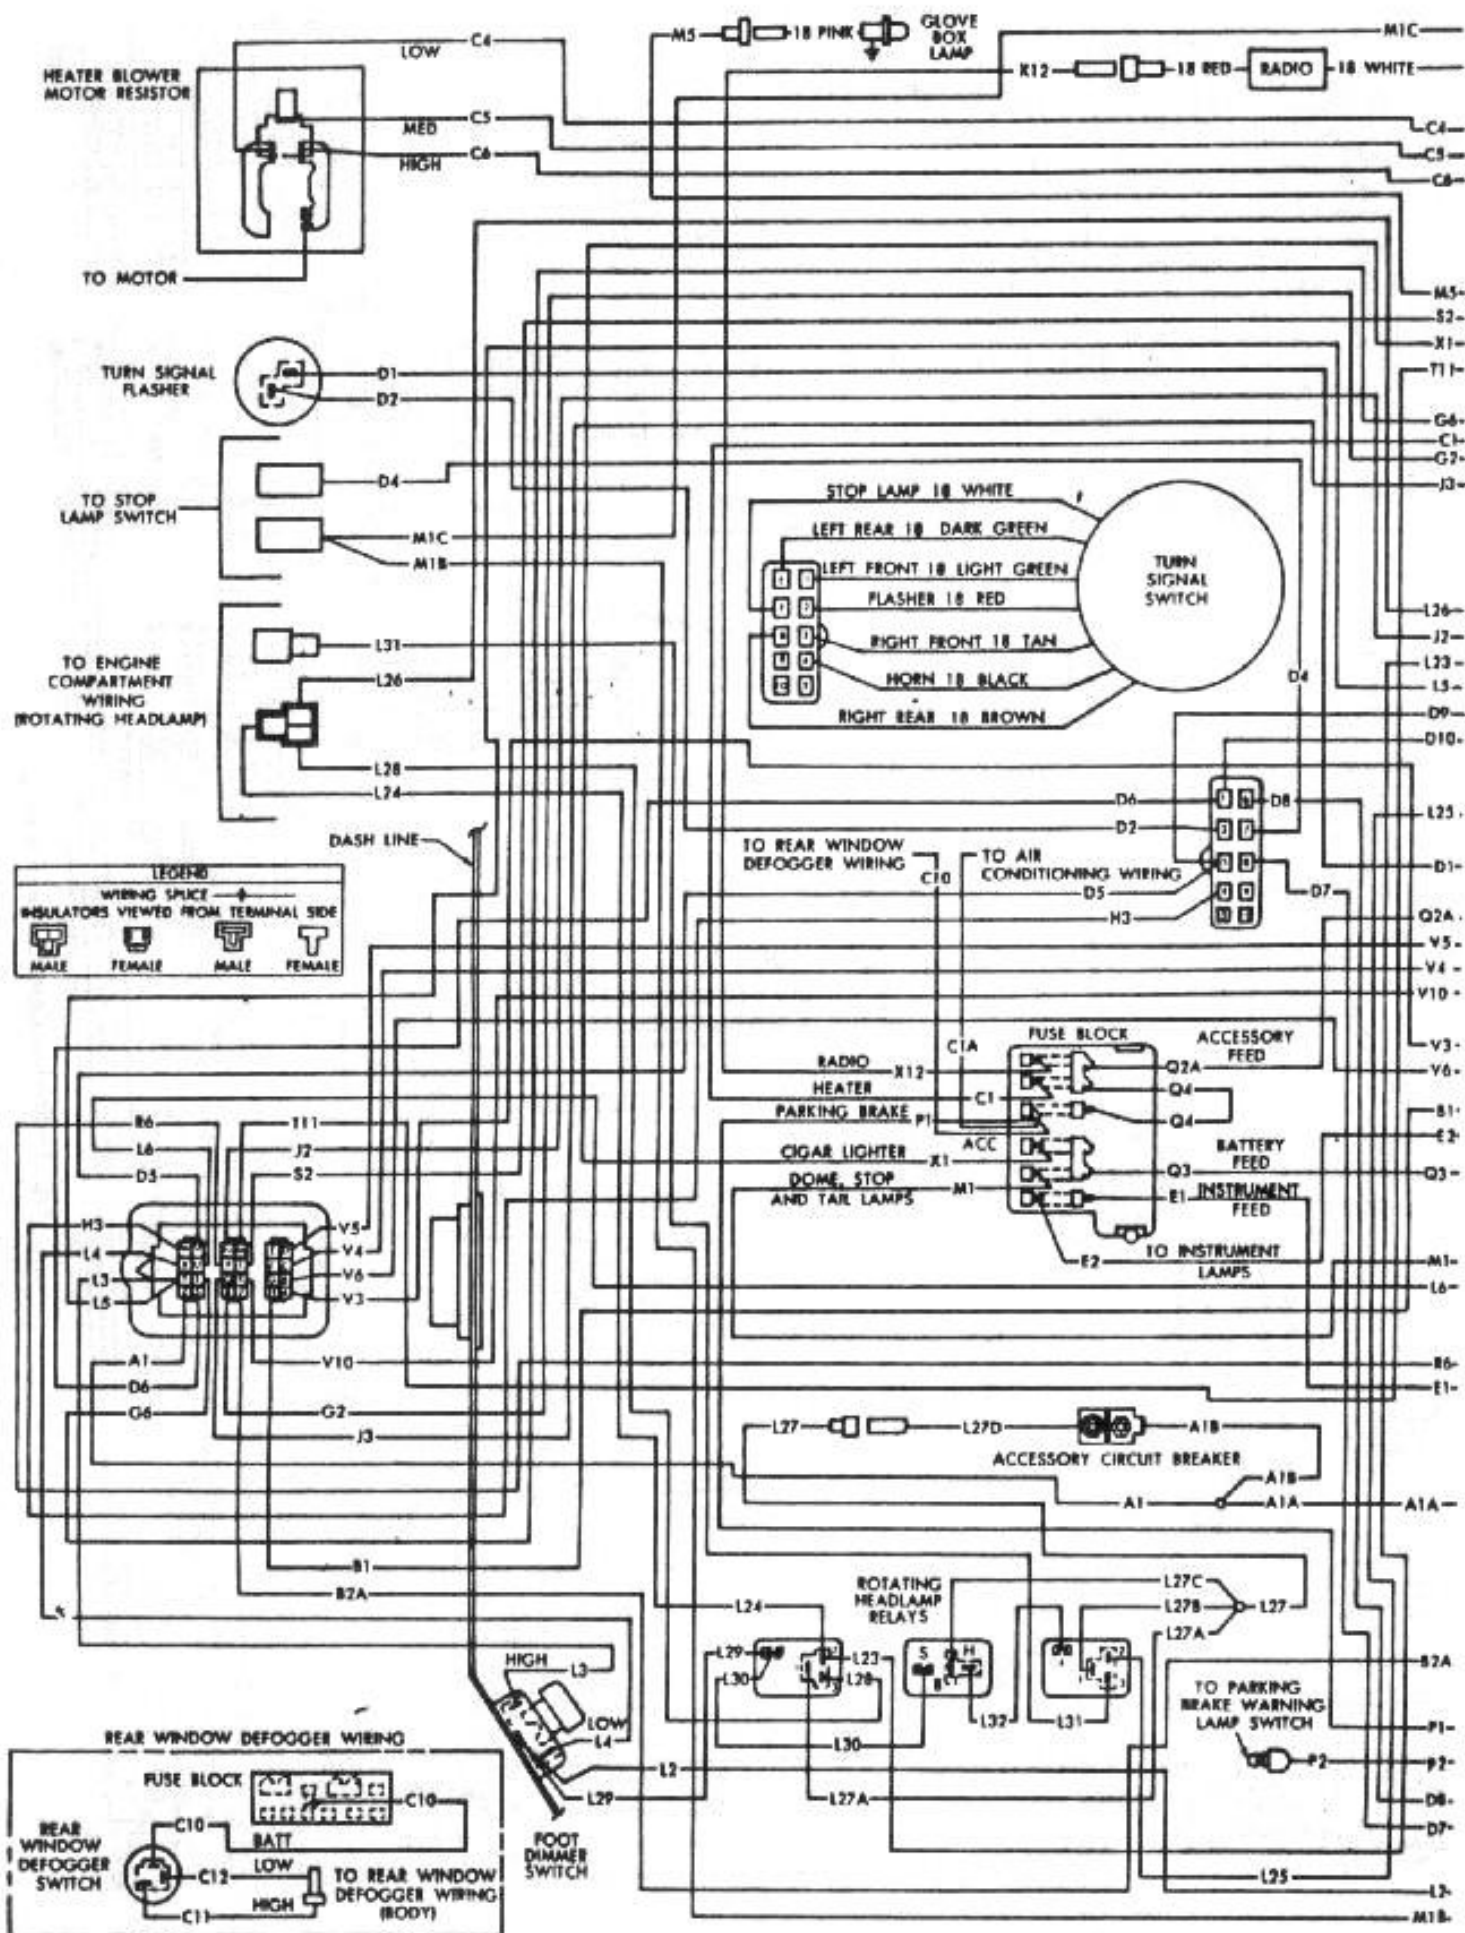 C4
LOW
M5
18 PINK
GLOVE
BOX
LAMP
M1C
HEATER BLOWER
MOTOR RESISTOR
X12
18 RED
RADIO
18 WHITE
C5
MED
C6
HIGH
C4
C5
C6
TO MOTOR
M5
S2
X1
T11
TURN SIGNAL
FLASHER
D1
D2
G6
C1
G2
J3
TO STOP
LAMP SWITCH
D4
M1C
M1B
STOP LAMP 18 WHITE
LEFT REAR 18 DARK GREEN
LEFT FRONT 18 LIGHT GREEN
FLASHER 18 RED
RIGHT FRONT 18 TAN
HORN 18 BLACK
RIGHT REAR 18 BROWN
TURN
SIGNAL
SWITCH
TO ENGINE
COMPARTMENT
WIRING
(ROTATING HEADLAMP)
L31
L26
L28
L24
D4
L26
J2
L23
L5
D9
D10
DASH LINE
D6
D8
D2
L25
TO REAR WINDOW
DEFOGGER WIRING
C10
TO AIR
CONDITIONING WIRING
D5
D7
H3
D1
Q2A
V5
V4
V10
LEGEND
WIRING SPLICE
INSULATORS VIEWED FROM TERMINAL SIDE
MALE FEMALE MALE FEMALE
FUSE BLOCK
ACCESSORY
FEED
C1A
RADIO
X12
Q2A
HEATER
C1
Q4
PARKING BRAKE
P1
Q4
ACC
CIGAR LIGHTER
X1
BATTERY
FEED
Q3
DOME, STOP
AND TAIL LAMPS
M1
E1
INSTRUMENT
FEED
E2
TO INSTRUMENT
LAMPS
V3
V6
B1
E2
Q3
M1
L6
R6
E1
R6
T11
L6
J2
D5
S2
H3
V5
L4
V4
L3
V6
L5
V3
A1
V10
D6
G6
G2
J3
L27
L27D
A1B
ACCESSORY CIRCUIT BREAKER
A1B
A1
A1A
A1A
B1
B2A
ROTATING
HEADLAMP
RELAYS
L27C
L27B
L27
L27A
L24
L29
L23
L30
L28
S
H
B
L32
L31
L30
L27A
B2A
HIGH
L3
LOW
L4
L2
L29
FOOT
DIMMER
SWITCH
TO PARKING
BRAKE WARNING
LAMP SWITCH
P2
P1
P2
D8
D7
L25
L2
M1B
REAR WINDOW DEFOGGER WIRING
FUSE BLOCK
C10
C10
BATT
REAR
WINDOW
DEFOGGER
SWITCH
LOW
C12
HIGH
C11
TO REAR WINDOW
DEFOGGER WIRING
(BODY)